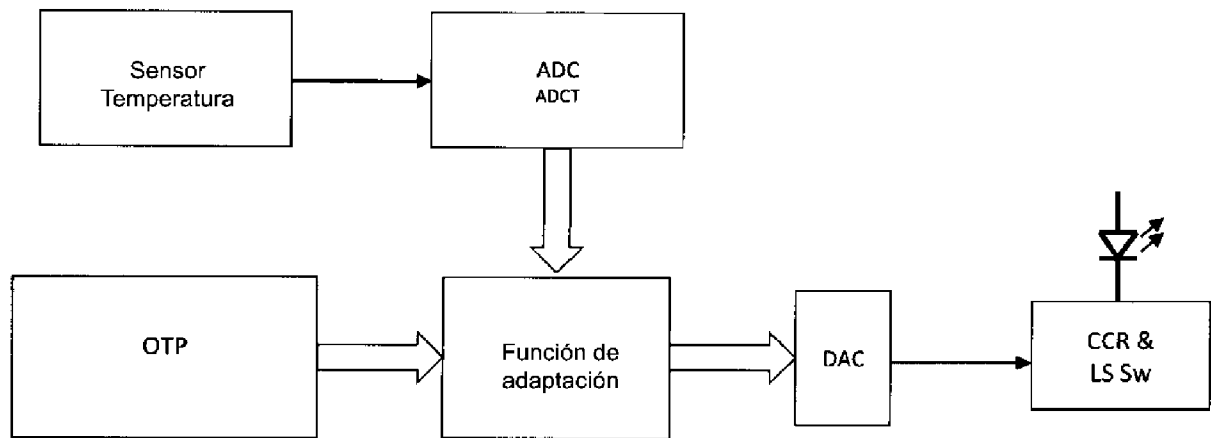 Sensor
Temperatura
ADC
ADCT
OTP
Función de
adaptación
DAC
CCR &
LS Sw